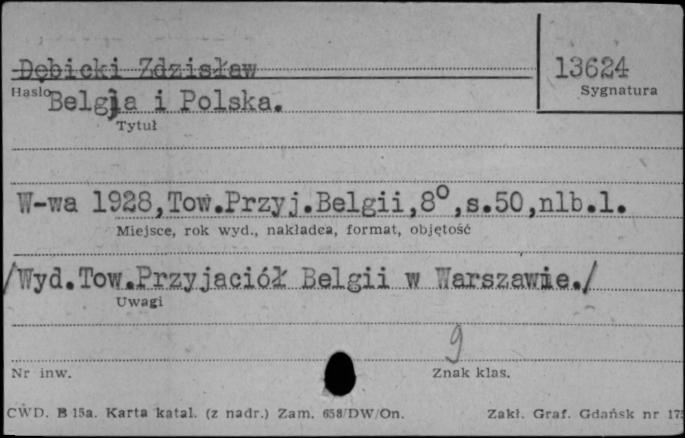 Dębicki Zdzisław
13624
Hasło
Sygnatura
Belgja i Polska.
Tytuł
W-wa 1928,Tow.Przyj.Belgii,8°,s.50,nlb.1.
Miejsce, rok wyd., nakładca, format, objętość
/Wyd.Tow.Przyjaciół Belgii w Warszawie./
Uwagi
9
Nr inw.
Znak klas.
CWD. B 15a. Karta katal. (z nadr.) Zam. 658/DW/On.
Zakł. Graf. Gdańsk nr 175